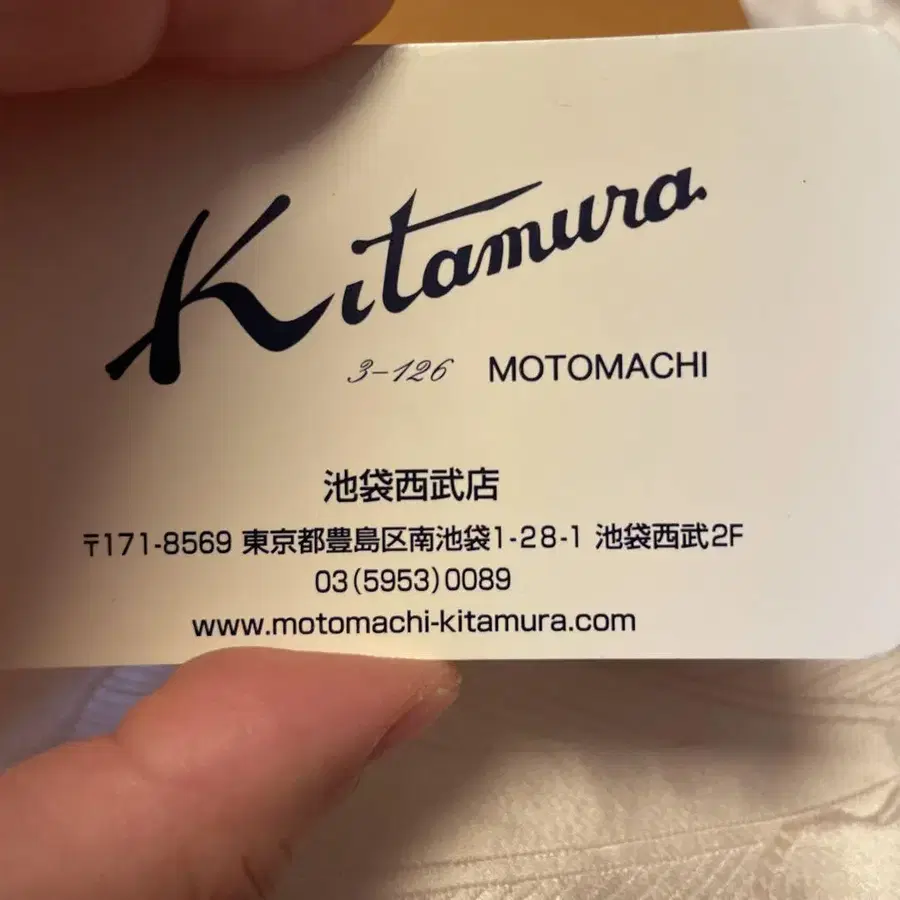 Kitamura
3-126 MOTOMACHI
池袋西武店
〒171-8569 東京都豊島区南池袋1-28-1 池袋西武2F
03(5953)0089
www.motomachi-kitamura.com